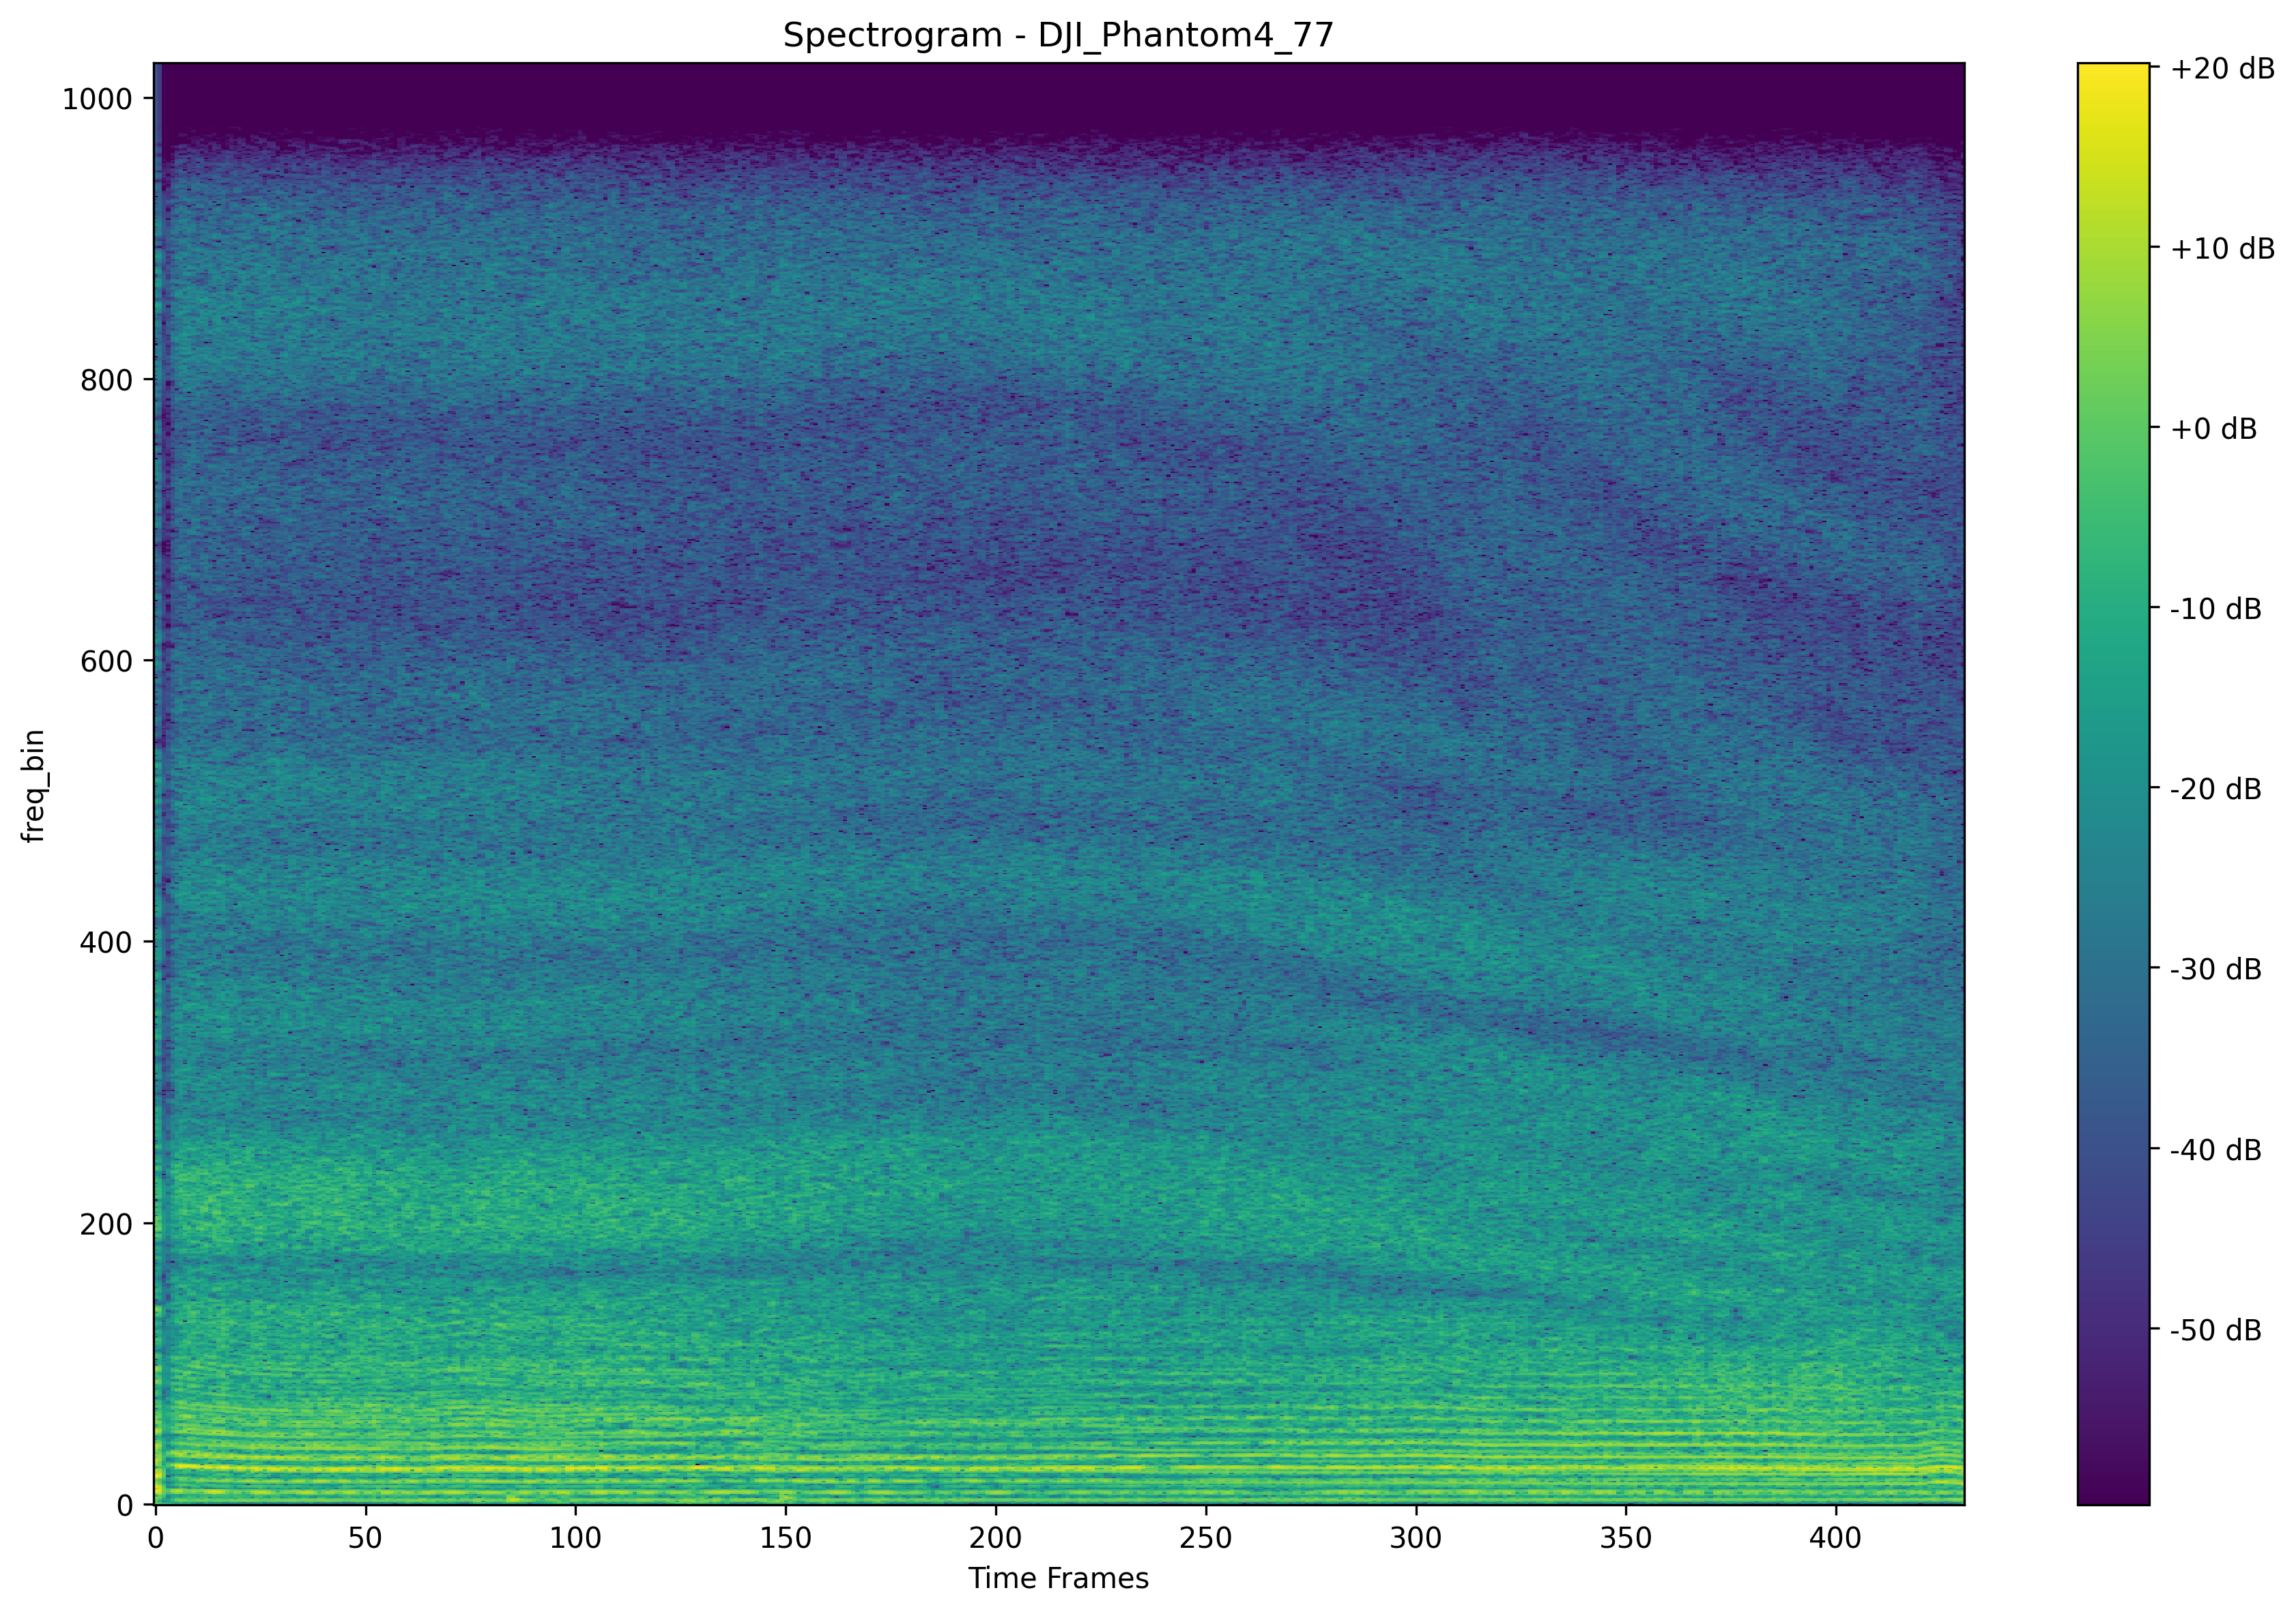 Spectrogram - DJI_Phantom4_77
1000
800
600
400
200
0
freq_bin
0 50 100 150 200 250 300 350 400
Time Frames
+20 dB
+10 dB
+0 dB
-10 dB
-20 dB
-30 dB
-40 dB
-50 dB